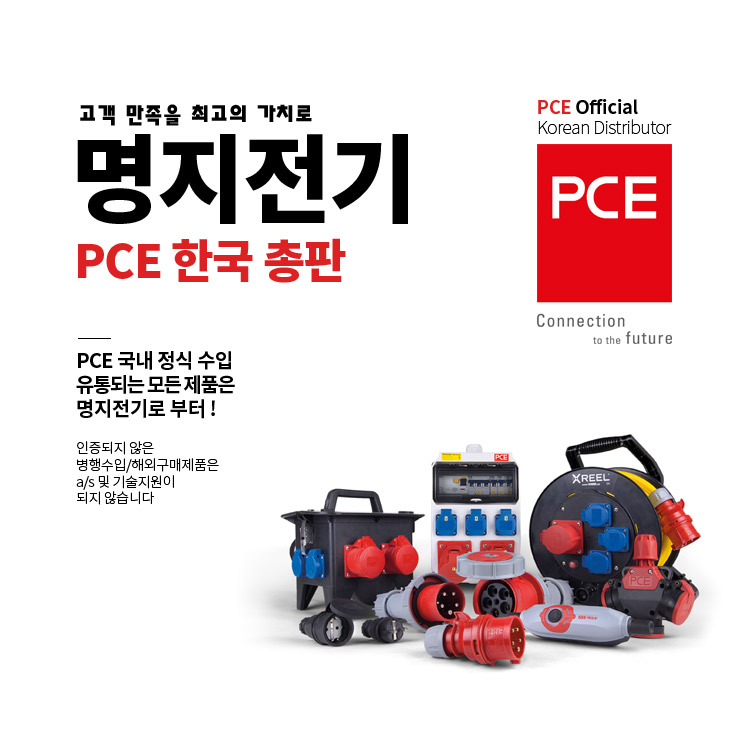 고객 만족을 최고의 가치로
명지전기
PCE 한국 총판
PCE Official
Korean Distributor
PCE
Connection
to the future
PCE 국내 정식 수입
유통되는 모든 제품은
명지전기로 부터 !
인증되지 않은
병행수입/해외구매제품은
a/s 및 기술지원이
되지 않습니다
PCE
XREEL
PCE
PCE